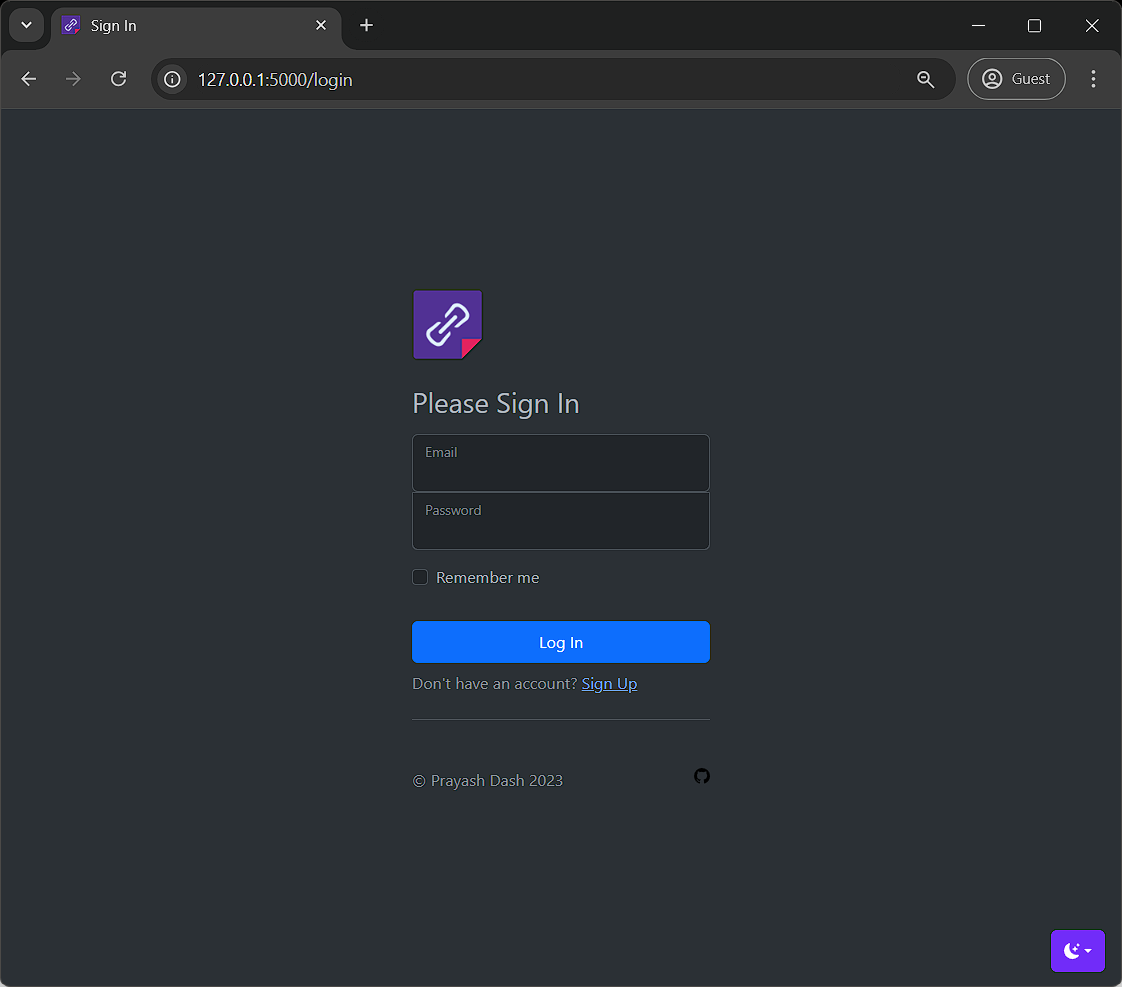 Sign In
127.0.0.1:5000/login
Guest
Please Sign In
Email
Password
Remember me
Log In
Don't have an account? Sign Up
© Prayash Dash 2023